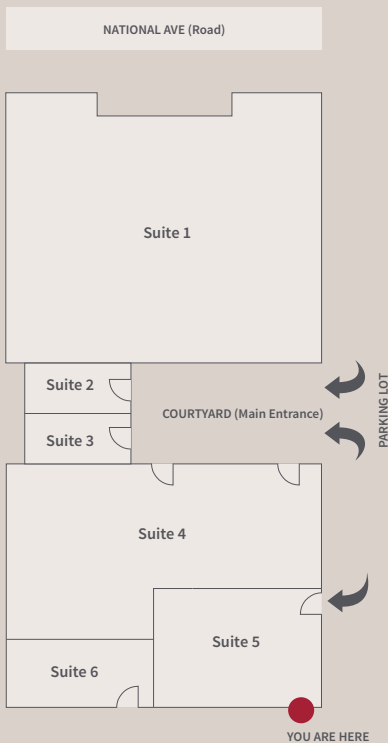 NATIONAL AVE (Road)
Suite 1
Suite 2
COURTYARD (Main Entrance)
PARKING LOT
Suite 3
Suite 4
Suite 5
Suite 6
YOU ARE HERE